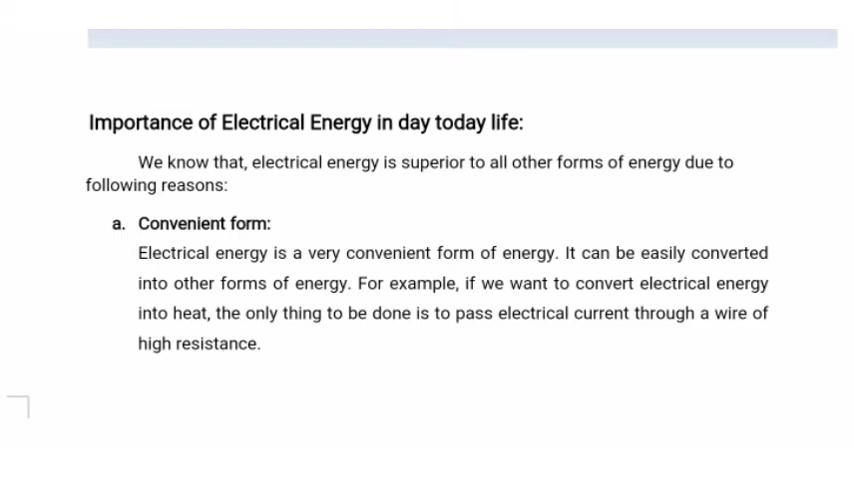 Importance of Electrical Energy in day today life:
We know that, electrical energy is superior to all other forms of energy due to
following reasons:
a. Convenient form:
Electrical energy is a very convenient form of energy. It can be easily converted
into other forms of energy. For example, if we want to convert electrical energy
into heat, the only thing to be done is to pass electrical current through a wire of
high resistance.